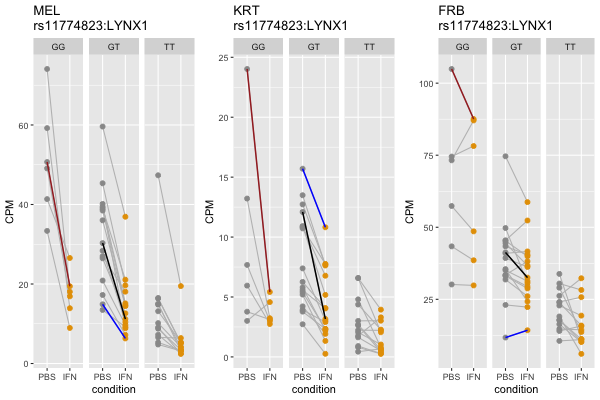 MEL
rs11774823:LYNX1
GG GT TT
60
40
20
0
CPM
PBS IFN PBS IFN PBS IFN
condition
KRT
rs11774823:LYNX1
GG GT TT
25
20
15
10
5
0
CPM
PBS IFN PBS IFN PBS IFN
condition
FRB
rs11774823:LYNX1
GG GT TT
100
75
50
25
CPM
PBS IFN PBS IFN PBS IFN
condition